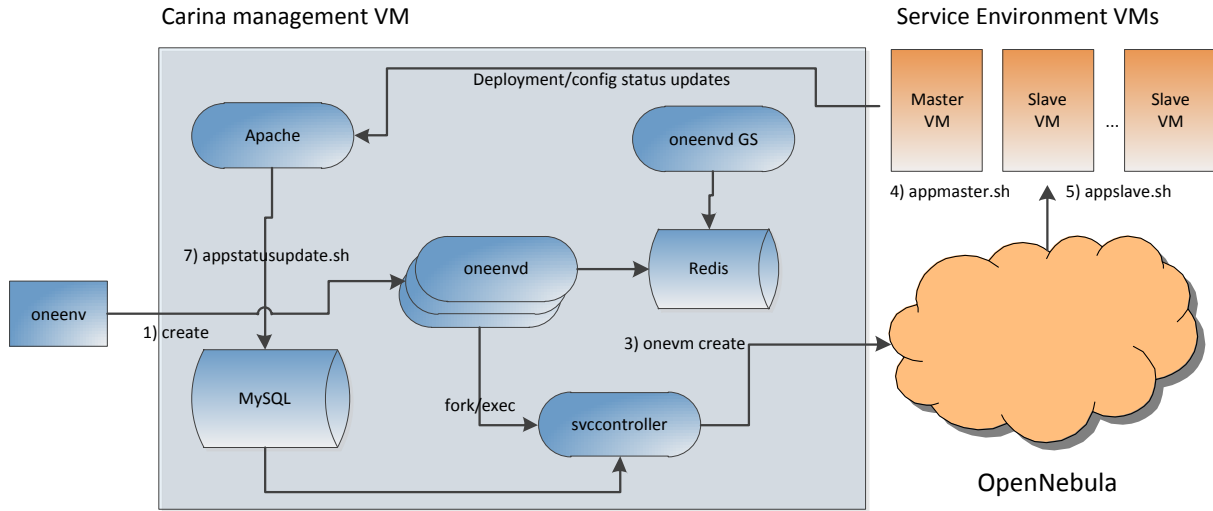 Carina management VM
Service Environment VMs
Deployment/config status updates
Master
VM
Slave
VM
...
Slave
VM
Apache
oneenvd GS
4) appmaster.sh
5) appslave.sh
7) appstatusupdate.sh
oneenvd
Redis
oneenv
1) create
3) onevm create
MySQL
fork/exec
svccontroller
OpenNebula